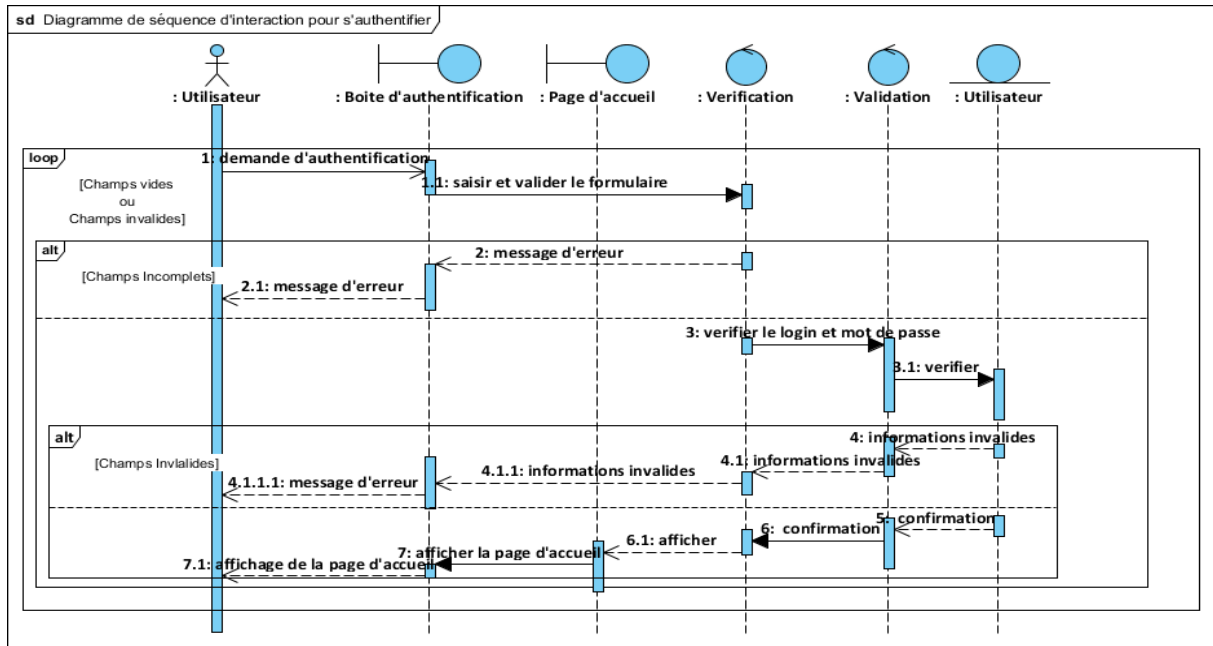 sd Diagramme de séquence d'interaction pour s'authentifier
: Utilisateur
: Boite d'authentification
: Page d'accueil
: Verification
: Validation
: Utilisateur
loop
[Champs vides
ou
Champs invalides]
1: demande d'authentification
1.1: saisir et valider le formulaire
alt
[Champs Incomplets]
2: message d'erreur
2.1: message d'erreur
3: verifier le login et mot de passe
3.1: verifier
alt
[Champs Invlalides]
4: informations invalides
4.1: informations invalides
4.1.1: informations invalides
4.1.1.1: message d'erreur
5: confirmation
6: confirmation
6.1: afficher
7: afficher la page d'accueil
7.1: affichage de la page d'accueil